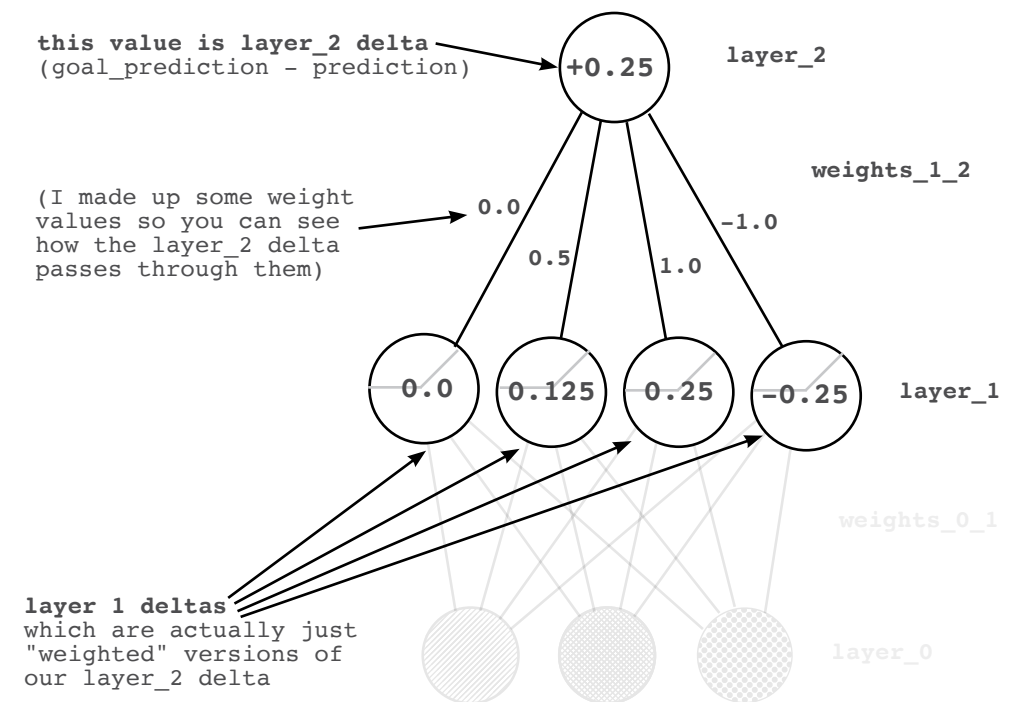 this value is layer_2 delta
(goal_prediction - prediction)
+0.25
layer_2
weights_1_2
(I made up some weight
values so you can see
how the layer_2 delta
passes through them)
0.0
0.5
1.0
-1.0
0.0
0.125
0.25
-0.25
layer_1
weights_0_1
layer 1 deltas
which are actually just
"weighted" versions of
our layer_2 delta
layer_0